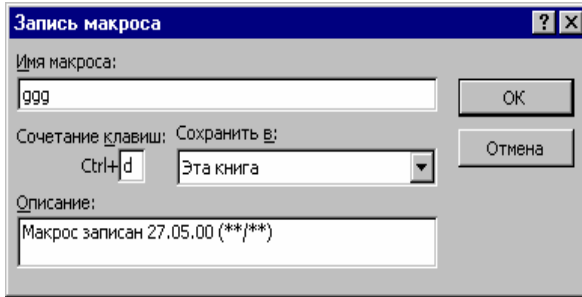 Запись макроса
Имя макроса:
ggg
OK
Сочетание клавиш: Сохранить в:
Ctrl+ d Эта книга
Отмена
Описание:
Макрос записан 27.05.00 (**/**)